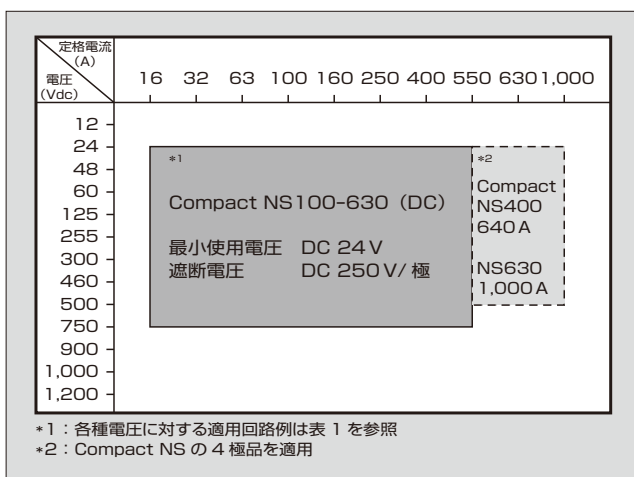 定格電流
(A)
電圧
(Vdc)
16 32 63 100 160 250 400 550 630 1,000
12
24
48
60
125
255
300
460
500
750
900
1,000
1,200
*1
Compact NS100-630（DC）
最小使用電圧 DC 24V
遮断電圧 DC 250V/極
*2
Compact
NS400
640A
NS630
1,000A
*1：各種電圧に対する適用回路例は表 1 を参照
*2：Compact NS の 4 極品を適用